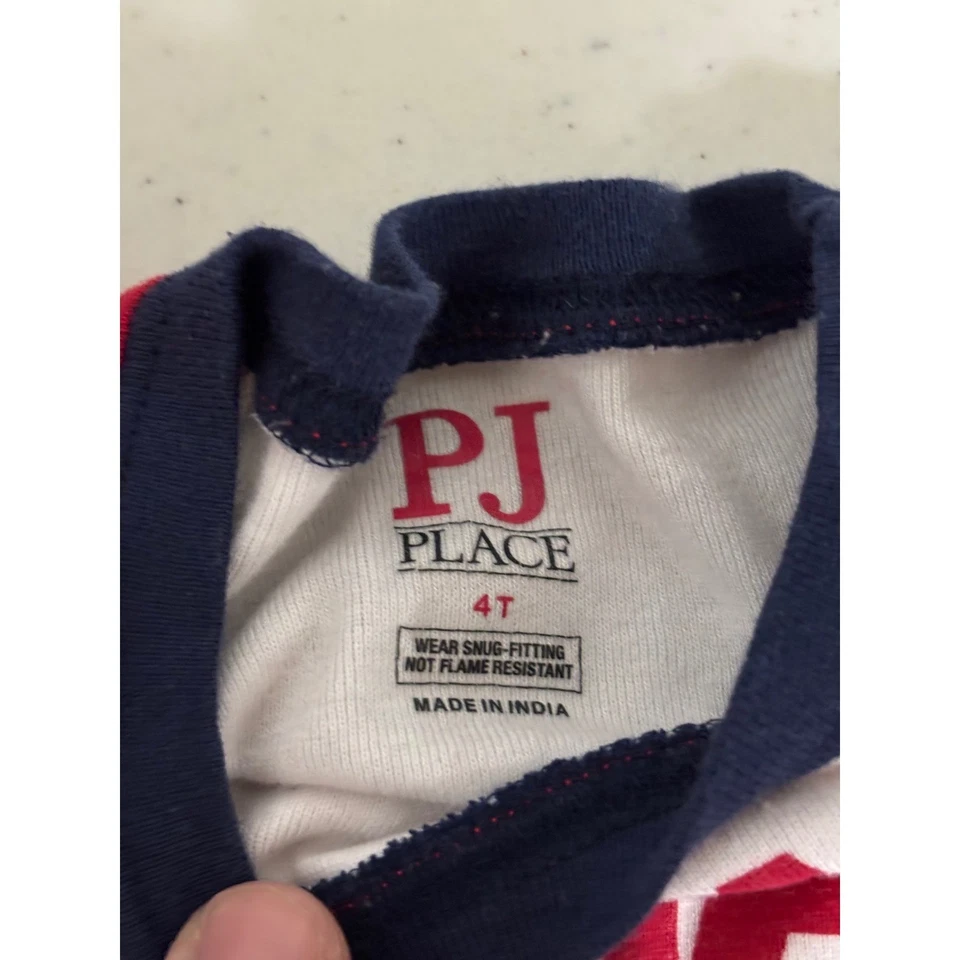 PJ
PLACE
4T
WEAR SNUG-FITTING
NOT FLAME RESISTANT
MADE IN INDIA